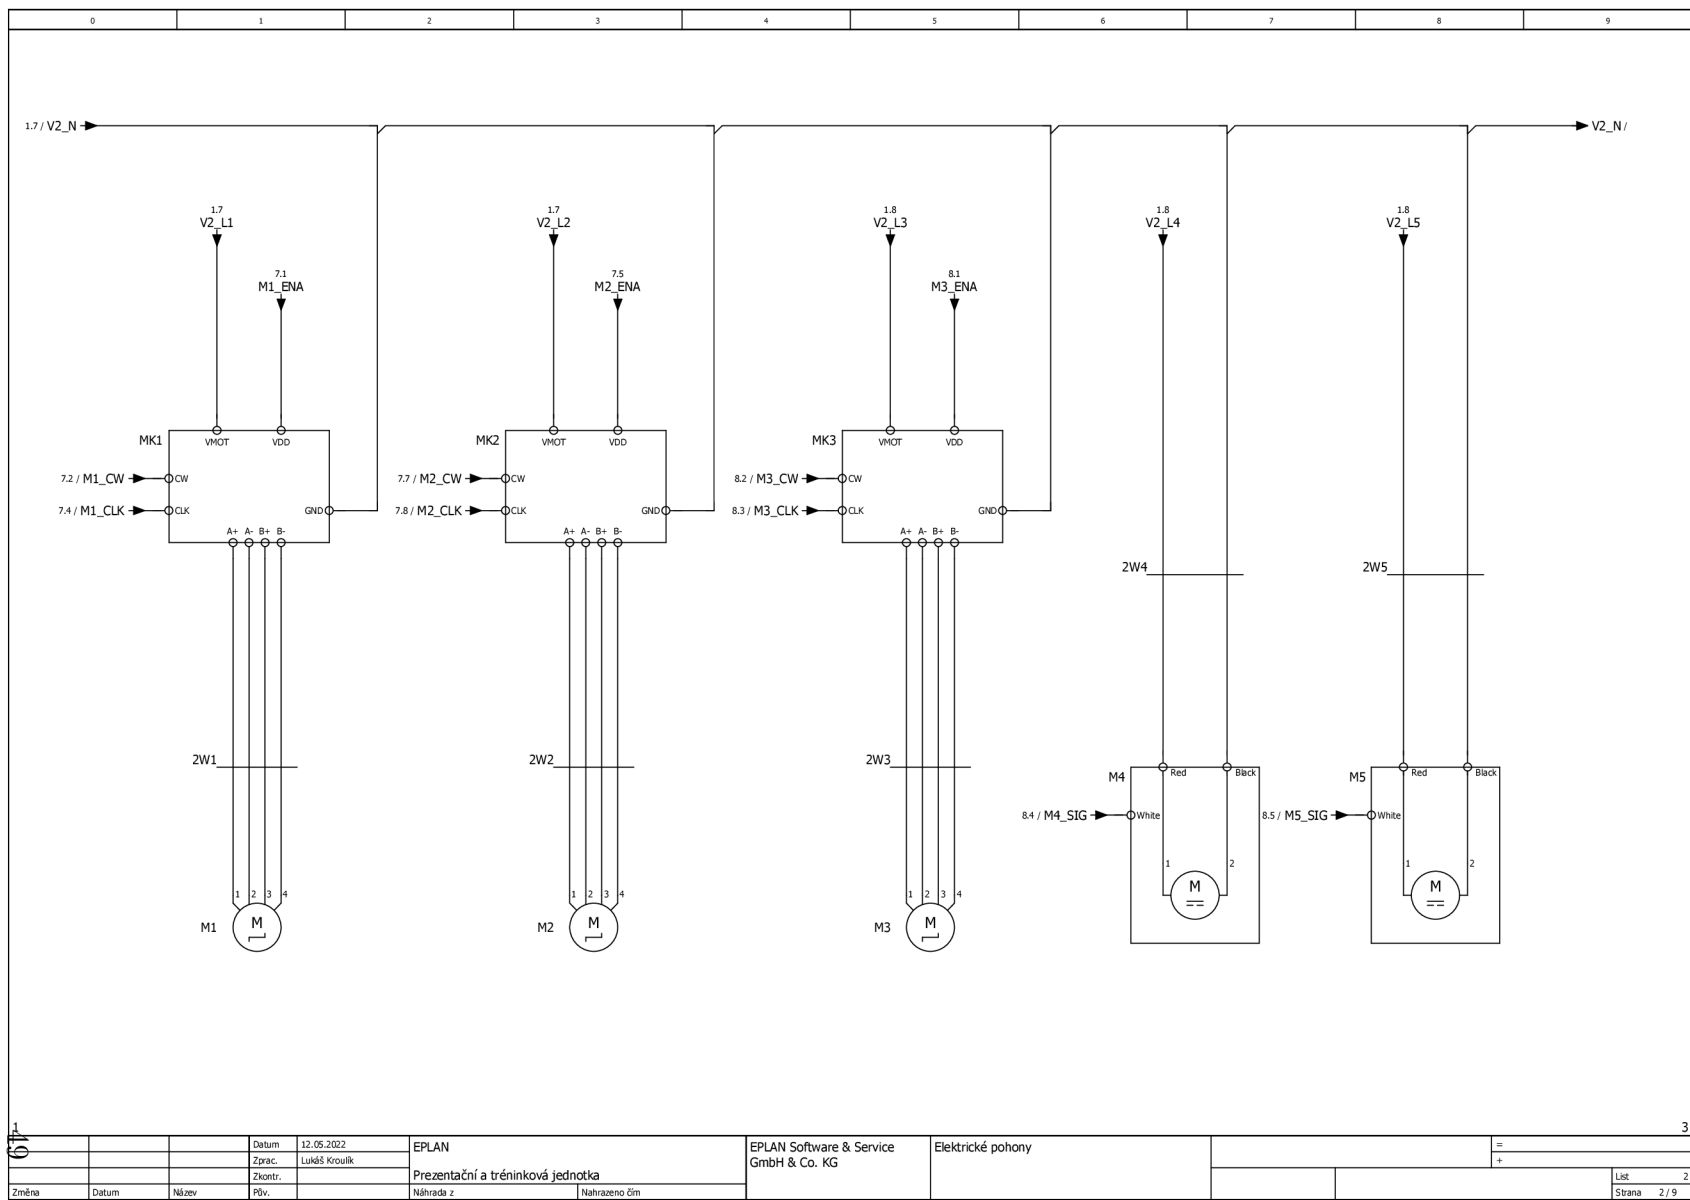 0 1 2 3 4 5 6 7 8 9
1.7 / V2_N V2_N /
1.7 1.7 1.8 1.8 1.8
V2_L1 V2_L2 V2_L3 V2_L4 V2_L5
7.1 7.5 8.1
M1_ENA M2_ENA M3_ENA
MK1 VMOT VDD MK2 VMOT VDD MK3 VMOT VDD
7.2 / M1_CW CW 7.7 / M2_CW CW 8.2 / M3_CW CW
7.4 / M1_CLK CLK GND 7.8 / M2_CLK CLK GND 8.3 / M3_CLK CLK GND
A+ A- B+ B- A+ A- B+ B- A+ A- B+ B-
2W4 2W5
2W1 2W2 2W3
M4 Red Black M5 Red Black
8.4 / M4_SIG White 8.5 / M5_SIG White
1 2 1 2
M M
1 2 3 4 1 2 3 4 1 2 3 4
M1 M M2 M M3 M
1 3
49
Datum 12.05.2022 EPLAN EPLAN Software & Service Elektrické pohony =
Zprac. Lukáš Kroulík GmbH & Co. KG +
Zkontr. Prezentační a tréninková jednotka List 2
Změna Datum Název Pův. Náhrada z Nahrazeno čím Strana 2 / 9